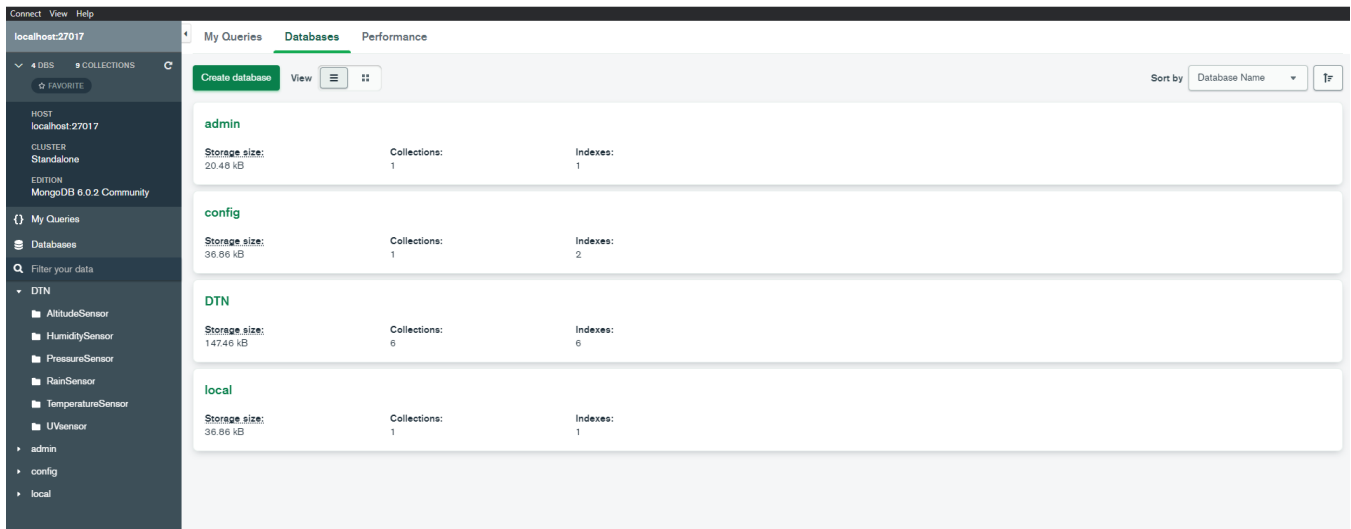 Connect View Help
localhost:27017
4 DBS 9 COLLECTIONS
FAVORITE
HOST
localhost:27017
CLUSTER
Standalone
EDITION
MongoDB 6.0.2 Community
{} My Queries
Databases
Filter your data
DTN
AltitudeSensor
HumiditySensor
PressureSensor
RainSensor
TemperatureSensor
UVsensor
admin
config
local
My Queries Databases Performance
Create database View Sort by Database Name
admin
Storage size: Collections: Indexes:
20.48 kB 1 1
config
Storage size: Collections: Indexes:
36.86 kB 1 2
DTN
Storage size: Collections: Indexes:
147.46 kB 6 6
local
Storage size: Collections: Indexes:
36.86 kB 1 1